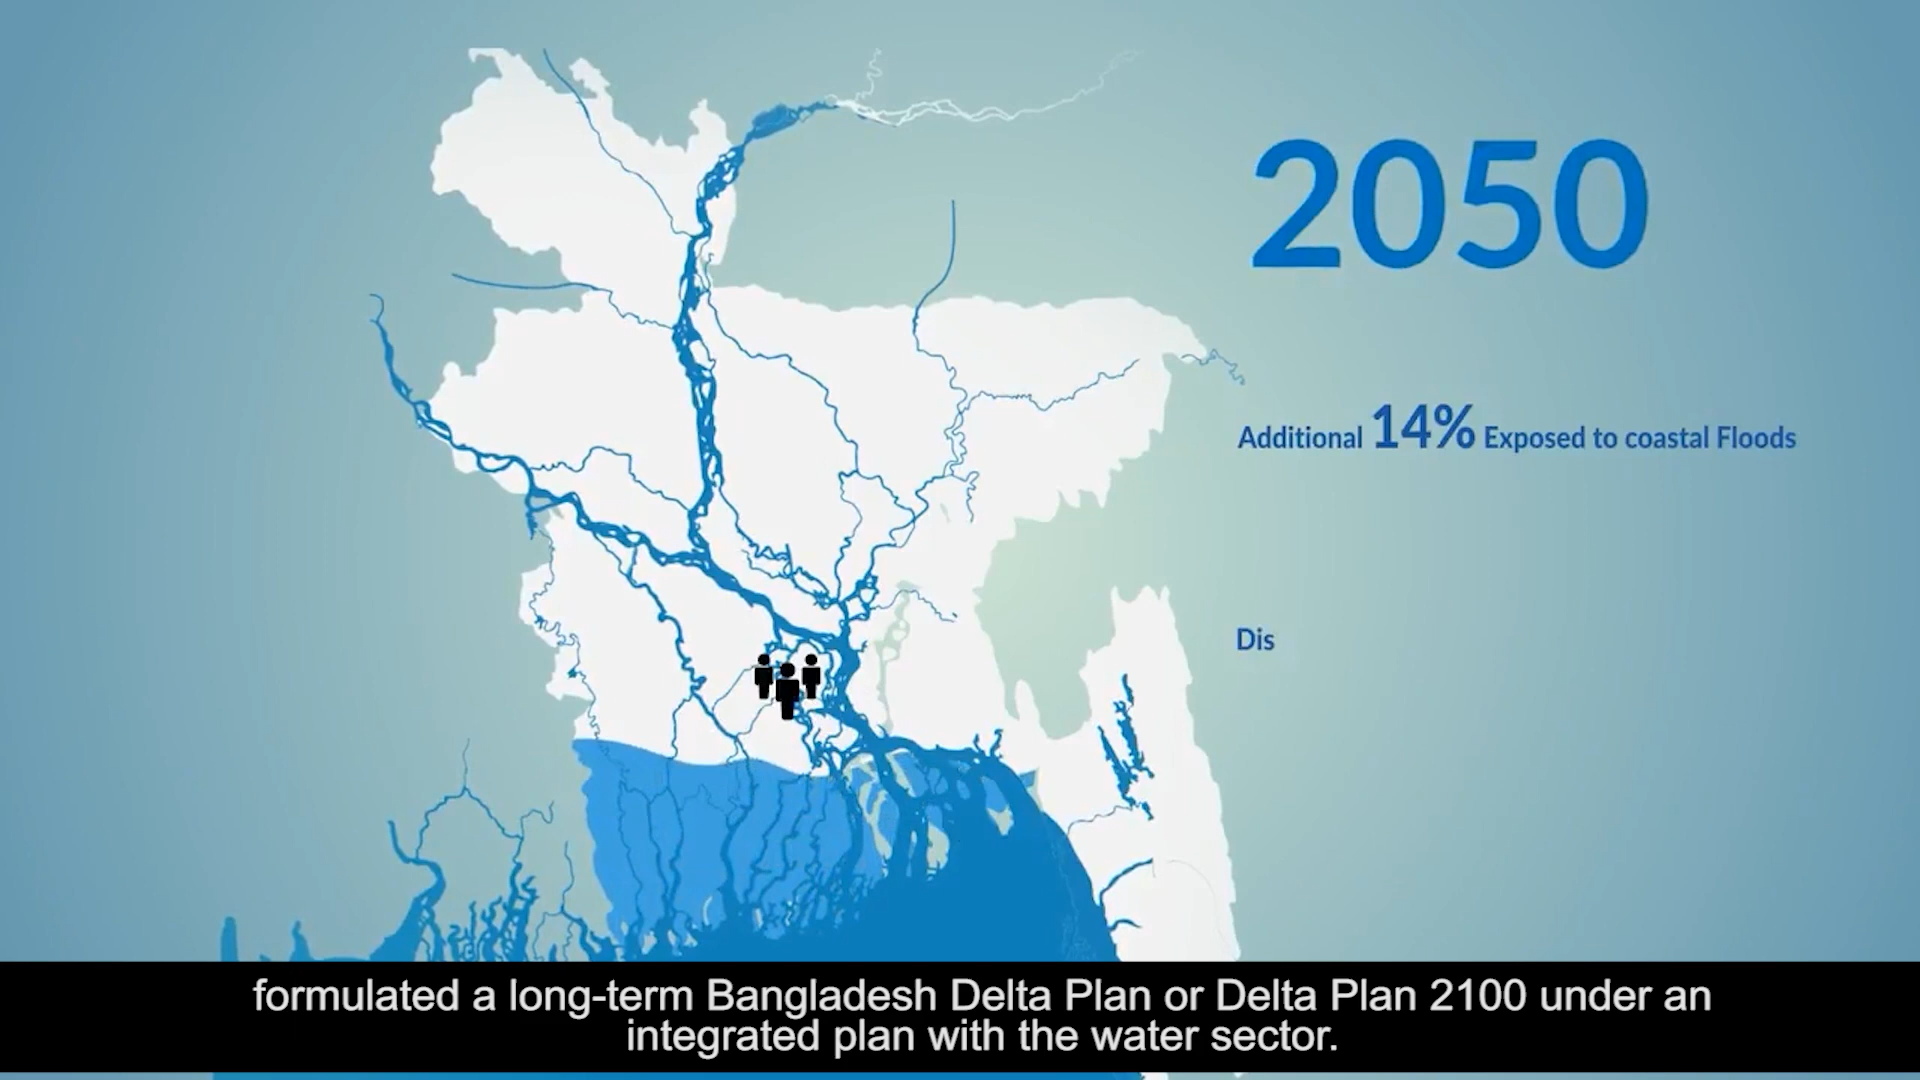 2050
Additional 14% Exposed to coastal Floods
Dis
formulated a long-term Bangladesh Delta Plan or Delta Plan 2100 under an
integrated plan with the water sector.